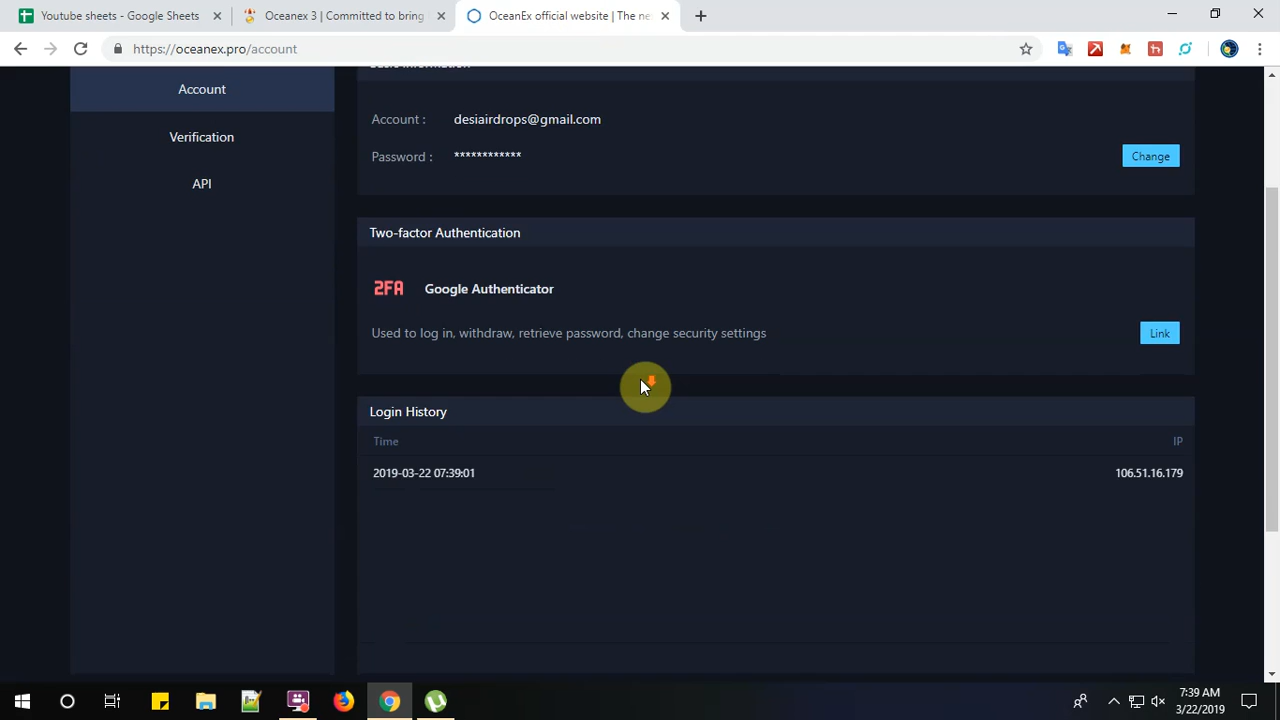 Youtube sheets - Google Sheets
Oceanex 3 | Committed to bring
OceanEx official website | The ne
https://oceanex.pro/account
Basic Information
Account
Account :
desiairdrops@gmail.com
Verification
Password :
************
Change
API
Two-factor Authentication
2FA
Google Authenticator
Used to log in, withdraw, retrieve password, change security settings
Link
Login History
Time
IP
2019-03-22 07:39:01
106.51.16.179
7:39 AM
3/22/2019